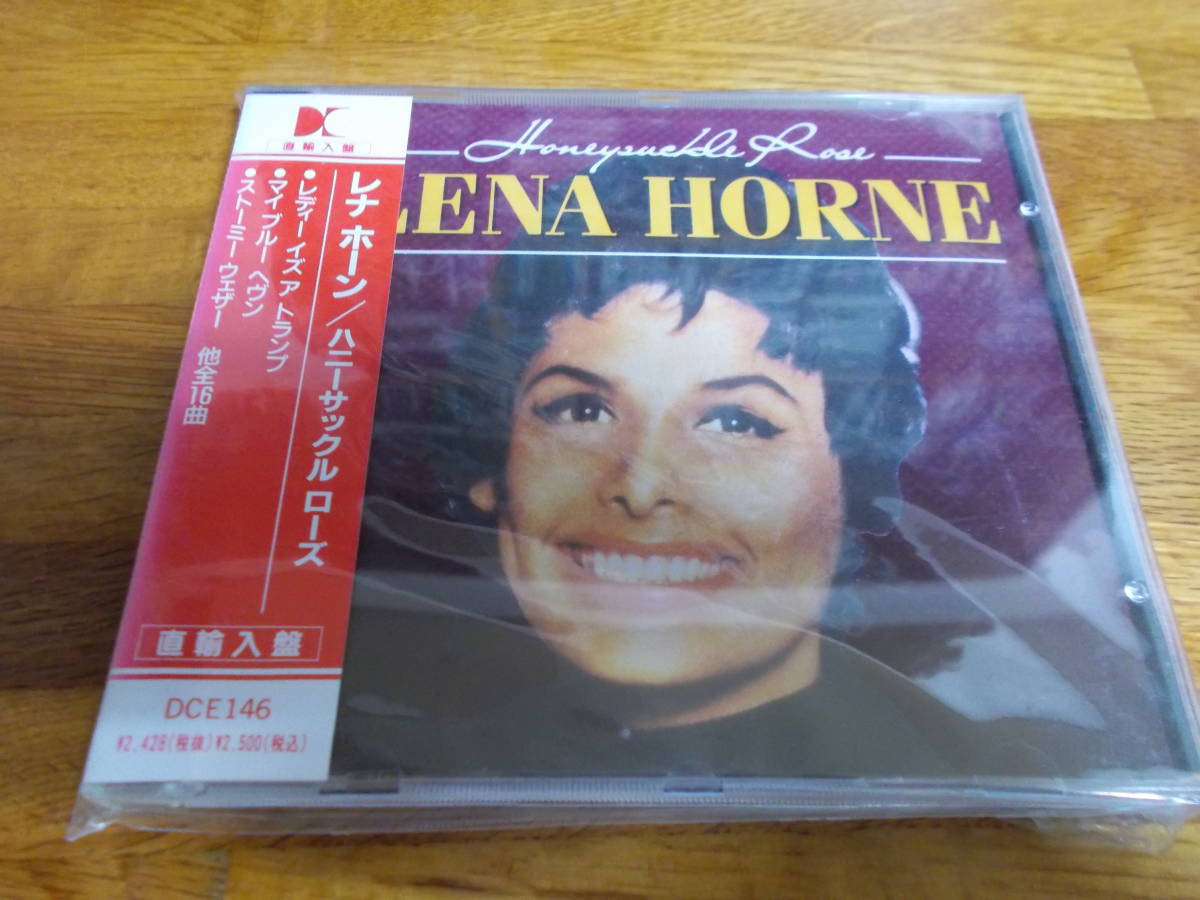 DC
直輸入盤
レナ ホーン/ハニーサックル ローズ
●レディー イズ ア トランプ
●マイ ブルー ヘヴン
●ストーミー ウェザー 他全16曲
直輸入盤
DCE146
¥2,428(税抜)¥2,500(税込)
Honeysuckle Rose
LENA HORNE